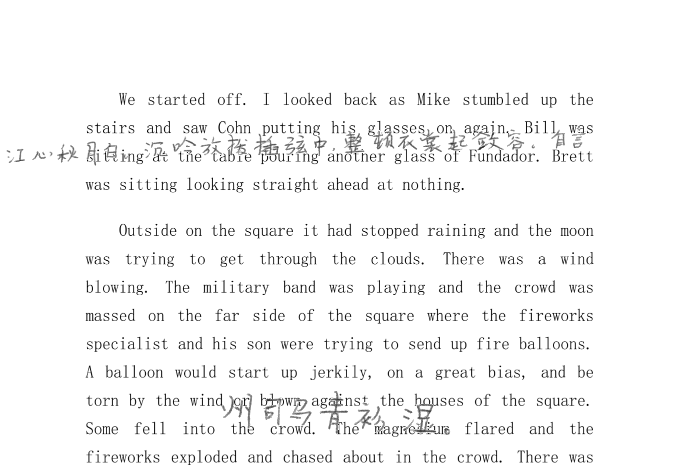 We started off. I looked back as Mike stumbled up the
stairs and saw Cohn putting his glasses on again. Bill was
江心秋月白。沉吟放拨插弦中,整顿衣裳起敛容。自言
sitting at the table pouring another glass of Fundador. Brett
was sitting looking straight ahead at nothing.
Outside on the square it had stopped raining and the moon
was trying to get through the clouds. There was a wind
blowing. The military band was playing and the crowd was
massed on the far side of the square where the fireworks
specialist and his son were trying to send up fire balloons.
A balloon would start up jerkily, on a great bias, and be
torn by the wind or blown against the houses of the square.
州司马青衫湿。
Some fell into the crowd. The magnesium flared and the
fireworks exploded and chased about in the crowd. There was